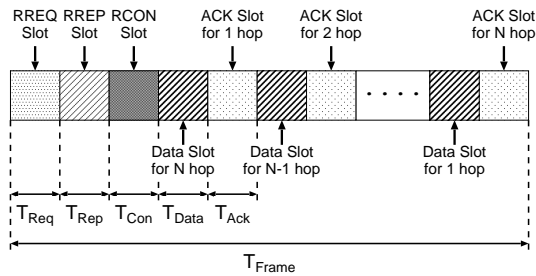 RREQ RREP RCON ACK Slot ACK Slot ACK Slot
Slot Slot Slot for 1 hop for 2 hop for N hop
. . . .
Data Slot Data Slot Data Slot
for N hop for N-1 hop for 1 hop
TReq TRep TCon TData TAck
TFrame